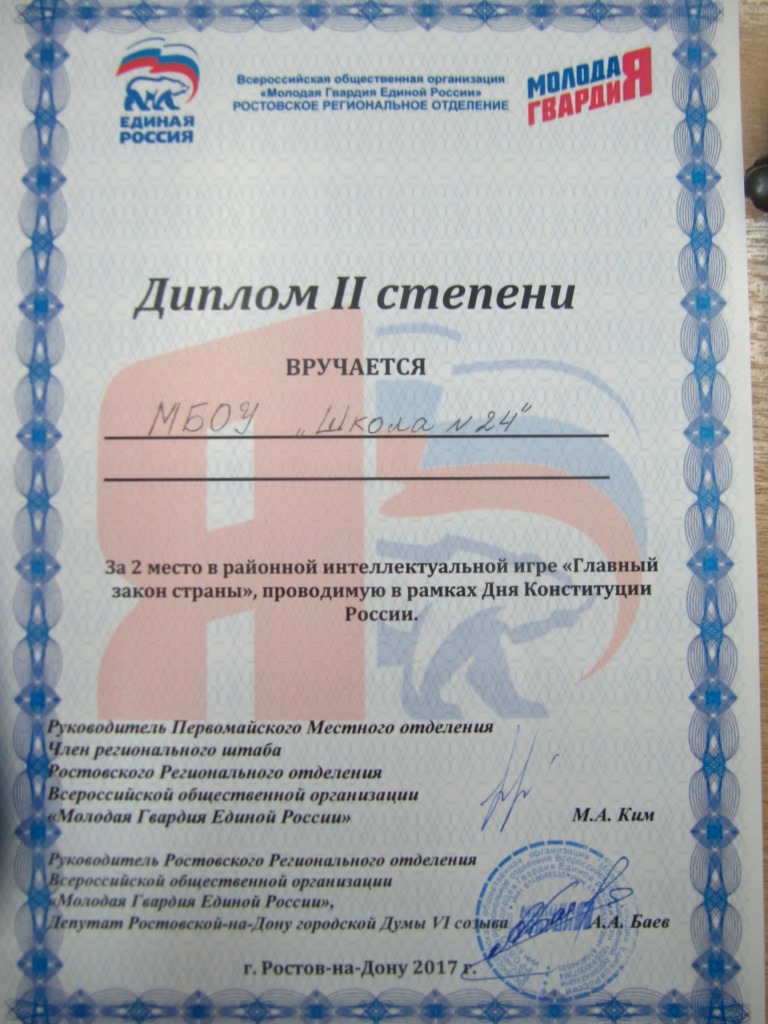 ЕДИНАЯ
РОССИЯ
Всероссийская общественная организация
«Молодая Гвардия Единой России»
РОСТОВСКОЕ РЕГИОНАЛЬНОЕ ОТДЕЛЕНИЕ
МОЛОДАЯ
ГВАРДИЯ
Диплом II степени
ВРУЧАЕТСЯ
МБОУ „Школа №24"
За 2 место в районной интеллектуальной игре «Главный
закон страны», проводимую в рамках Дня Конституции
России.
Руководитель Первомайского Местного отделения
Член регионального штаба
Ростовского Регионального отделения
Всероссийской общественной организации
«Молодая Гвардия Единой России» М.А. Ким
Руководитель Ростовского Регионального отделения
Всероссийской общественной организации
«Молодая Гвардия Единой России»,
Депутат Ростовской-на-Дону городской Думы VI созыва А.А. Баев
г. Ростов-на-Дону 2017 г.